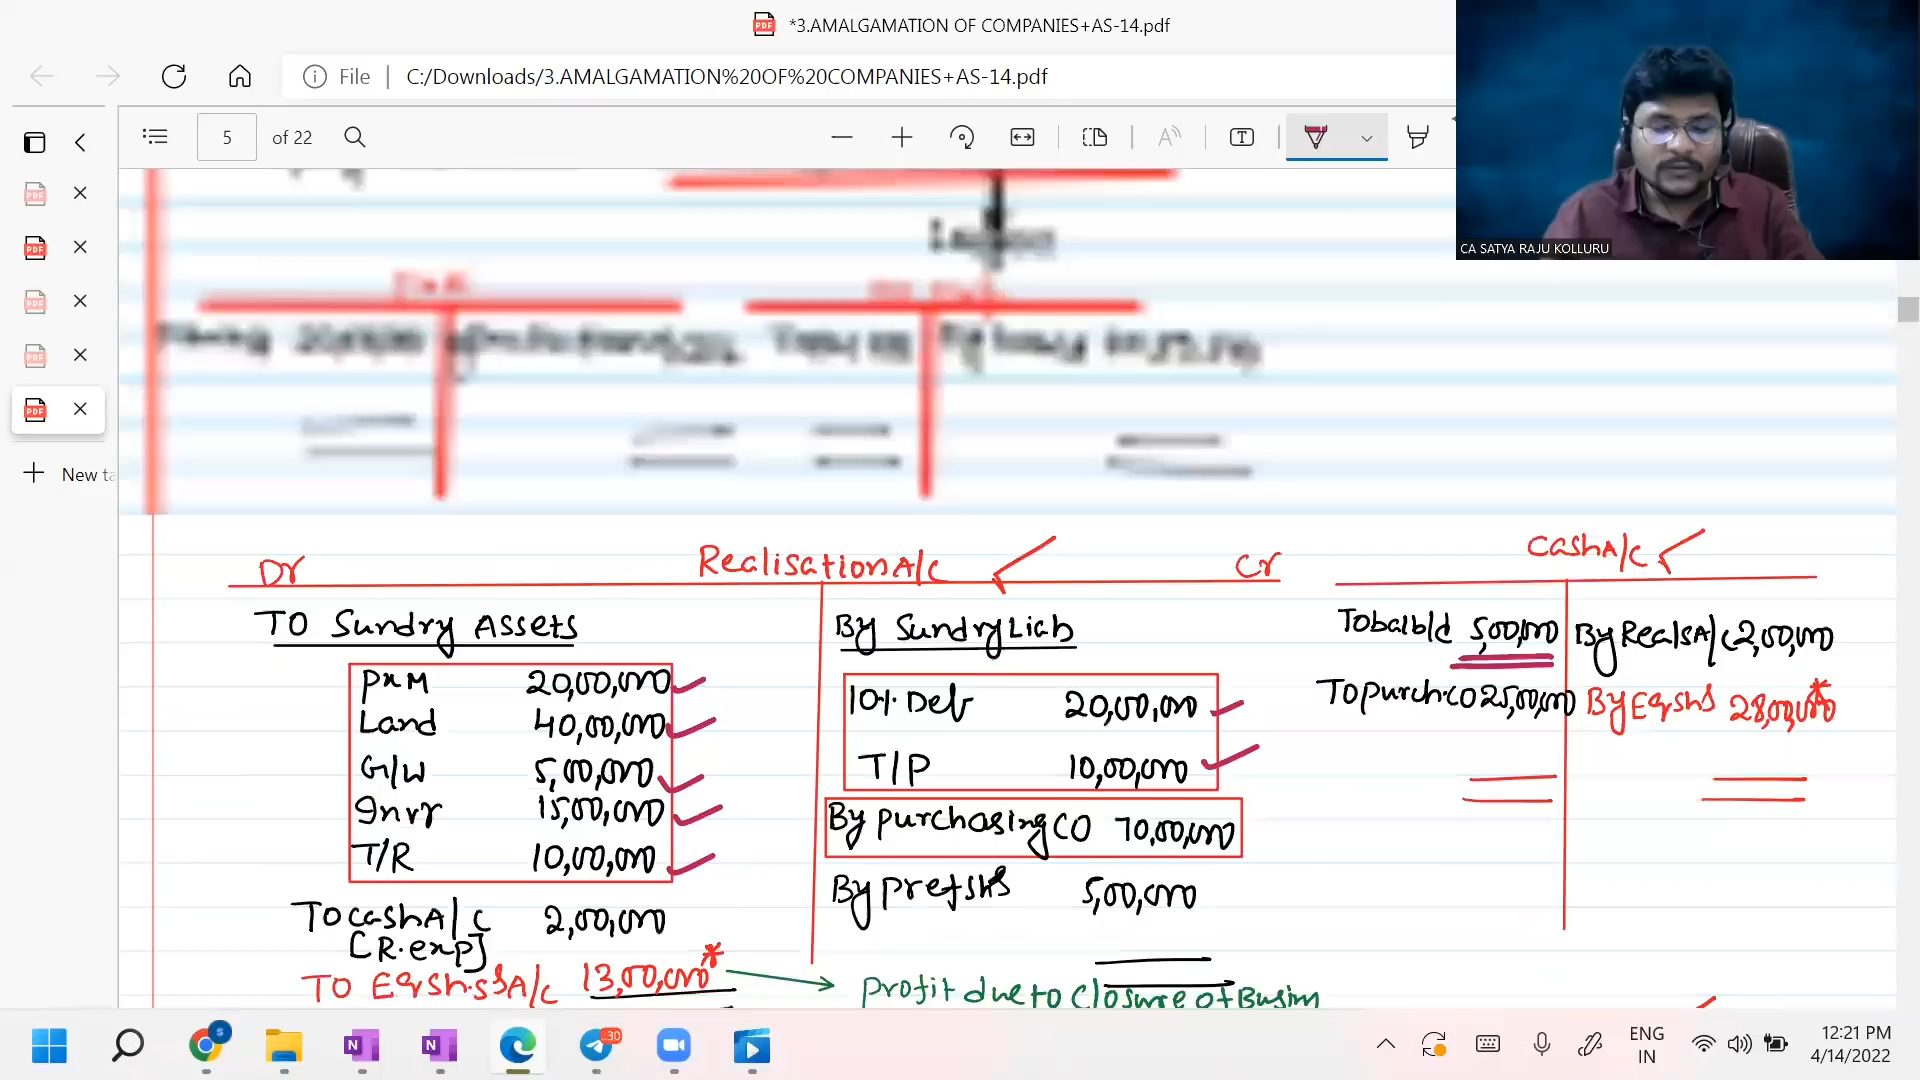 *3.AMALGAMATION OF COMPANIES+AS-14.pdf
File C:/Downloads/3.AMALGAMATION%20OF%20COMPANIES+AS-14.pdf
5 of 22
CA SATYA RAJU KOLLURU
New ta
Dr Realisation A/c Cr
To Sundry Assets
P&M 20,00,000
Land 40,00,000
G/W 5,00,000
Invr 15,00,000
T/R 10,00,000
To cash A/c 2,00,000
[R.exp]
To Eq sh.s A/c 13,00,000*
By Sundry Liab
10% Deb 20,00,000
T/P 10,00,000
By purchasing CO 70,00,000
By pref shs 5,00,000
Profit due to closure of Busin
Cash A/c
To bal b/d 5,00,000 By Reals A/c 2,00,000
To purch.CO 25,00,000 By Eq shs 28,00,000*
ENG
IN
12:21 PM
4/14/2022
30